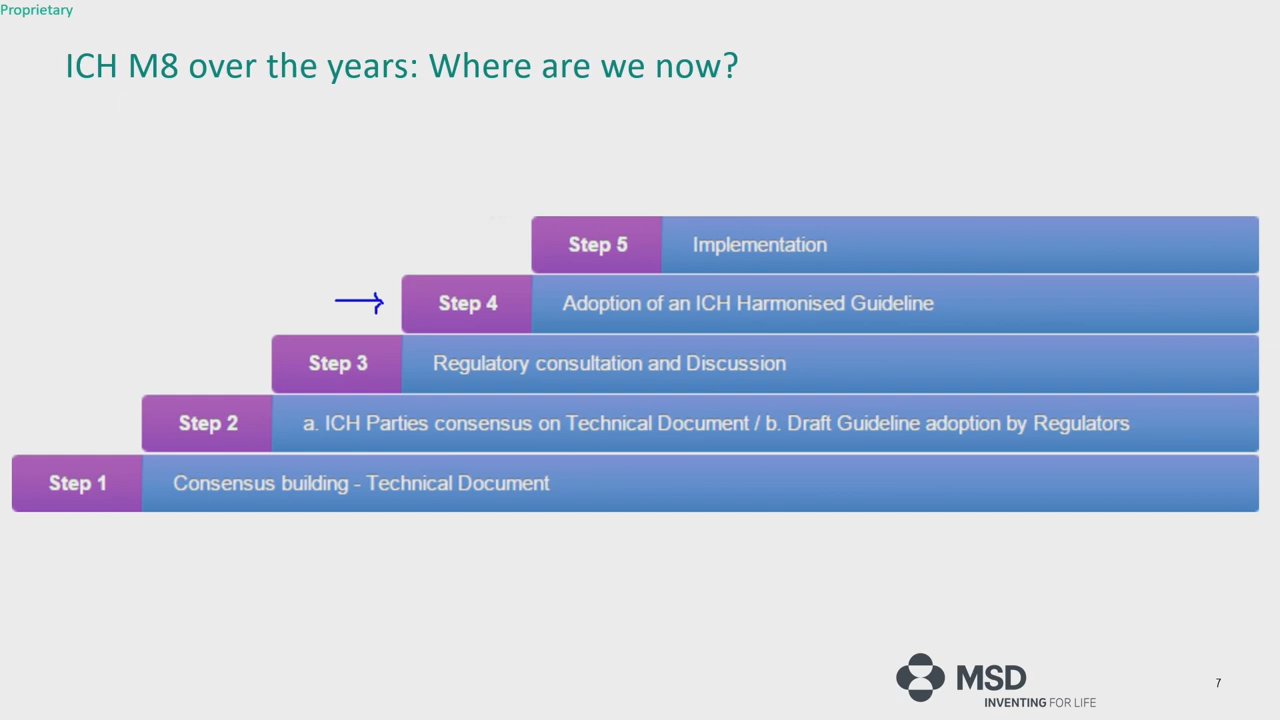 Proprietary
ICH M8 over the years: Where are we now?
Step 5 Implementation
Step 4 Adoption of an ICH Harmonised Guideline
Step 3 Regulatory consultation and Discussion
Step 2 a. ICH Parties consensus on Technical Document / b. Draft Guideline adoption by Regulators
Step 1 Consensus building - Technical Document
MSD
INVENTING FOR LIFE
7